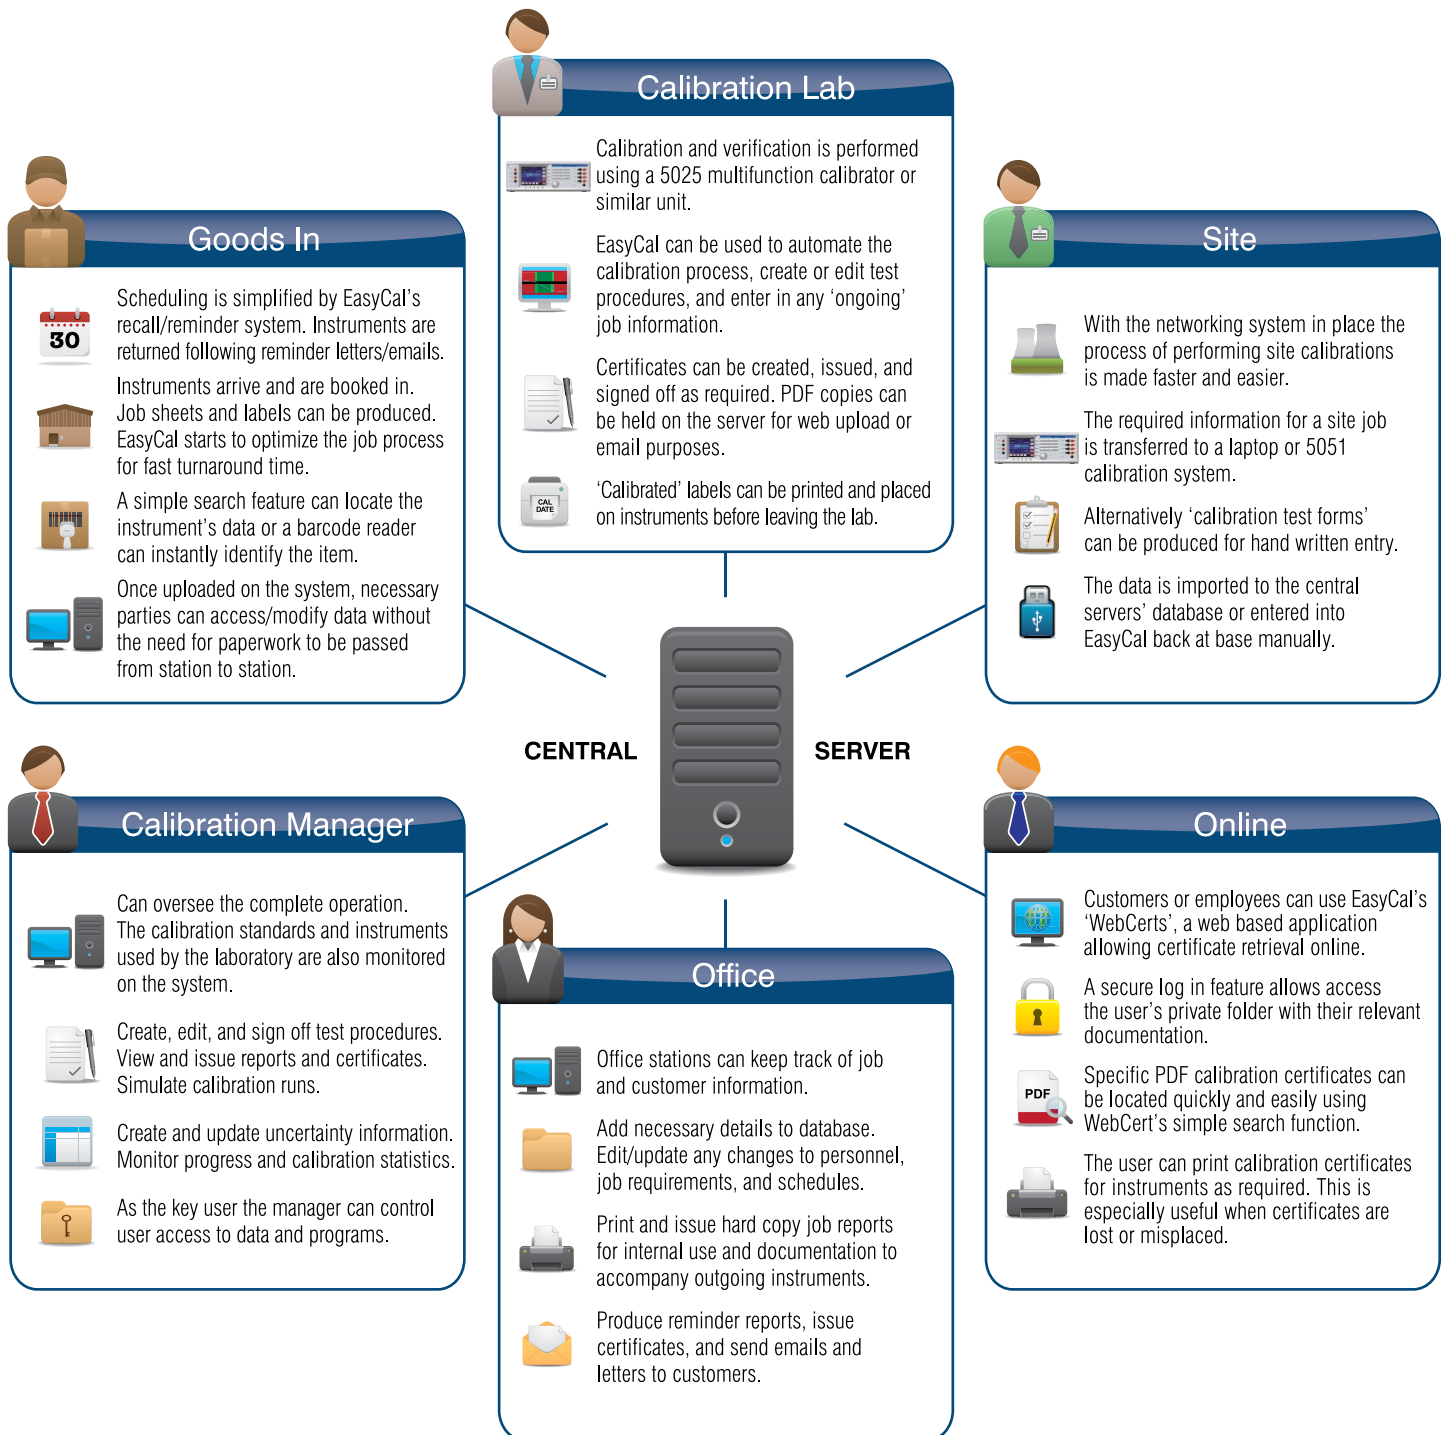 Calibration Lab
Calibration and verification is performed
using a 5025 multifunction calibrator or
similar unit.
EasyCal can be used to automate the
calibration process, create or edit test
procedures, and enter in any ‘ongoing’
job information.
Certificates can be created, issued, and
signed off as required. PDF copies can
be held on the server for web upload or
email purposes.
CAL
DATE
‘Calibrated’ labels can be printed and placed
on instruments before leaving the lab.
Goods In
30
Scheduling is simplified by EasyCal’s
recall/reminder system. Instruments are
returned following reminder letters/emails.
Instruments arrive and are booked in.
Job sheets and labels can be produced.
EasyCal starts to optimize the job process
for fast turnaround time.
A simple search feature can locate the
instrument’s data or a barcode reader
can instantly identify the item.
Once uploaded on the system, necessary
parties can access/modify data without
the need for paperwork to be passed
from station to station.
Site
With the networking system in place the
process of performing site calibrations
is made faster and easier.
The required information for a site job
is transferred to a laptop or 5051
calibration system.
Alternatively ‘calibration test forms’
can be produced for hand written entry.
The data is imported to the central
servers’ database or entered into
EasyCal back at base manually.
CENTRAL SERVER
Calibration Manager
Can oversee the complete operation.
The calibration standards and instruments
used by the laboratory are also monitored
on the system.
Create, edit, and sign off test procedures.
View and issue reports and certificates.
Simulate calibration runs.
Create and update uncertainty information.
Monitor progress and calibration statistics.
As the key user the manager can control
user access to data and programs.
Office
Office stations can keep track of job
and customer information.
Add necessary details to database.
Edit/update any changes to personnel,
job requirements, and schedules.
Print and issue hard copy job reports
for internal use and documentation to
accompany outgoing instruments.
Produce reminder reports, issue
certificates, and send emails and
letters to customers.
Online
Customers or employees can use EasyCal’s
‘WebCerts’, a web based application
allowing certificate retrieval online.
A secure log in feature allows access
the user’s private folder with their relevant
documentation.
PDF
Specific PDF calibration certificates can
be located quickly and easily using
WebCert’s simple search function.
The user can print calibration certificates
for instruments as required. This is
especially useful when certificates are
lost or misplaced.